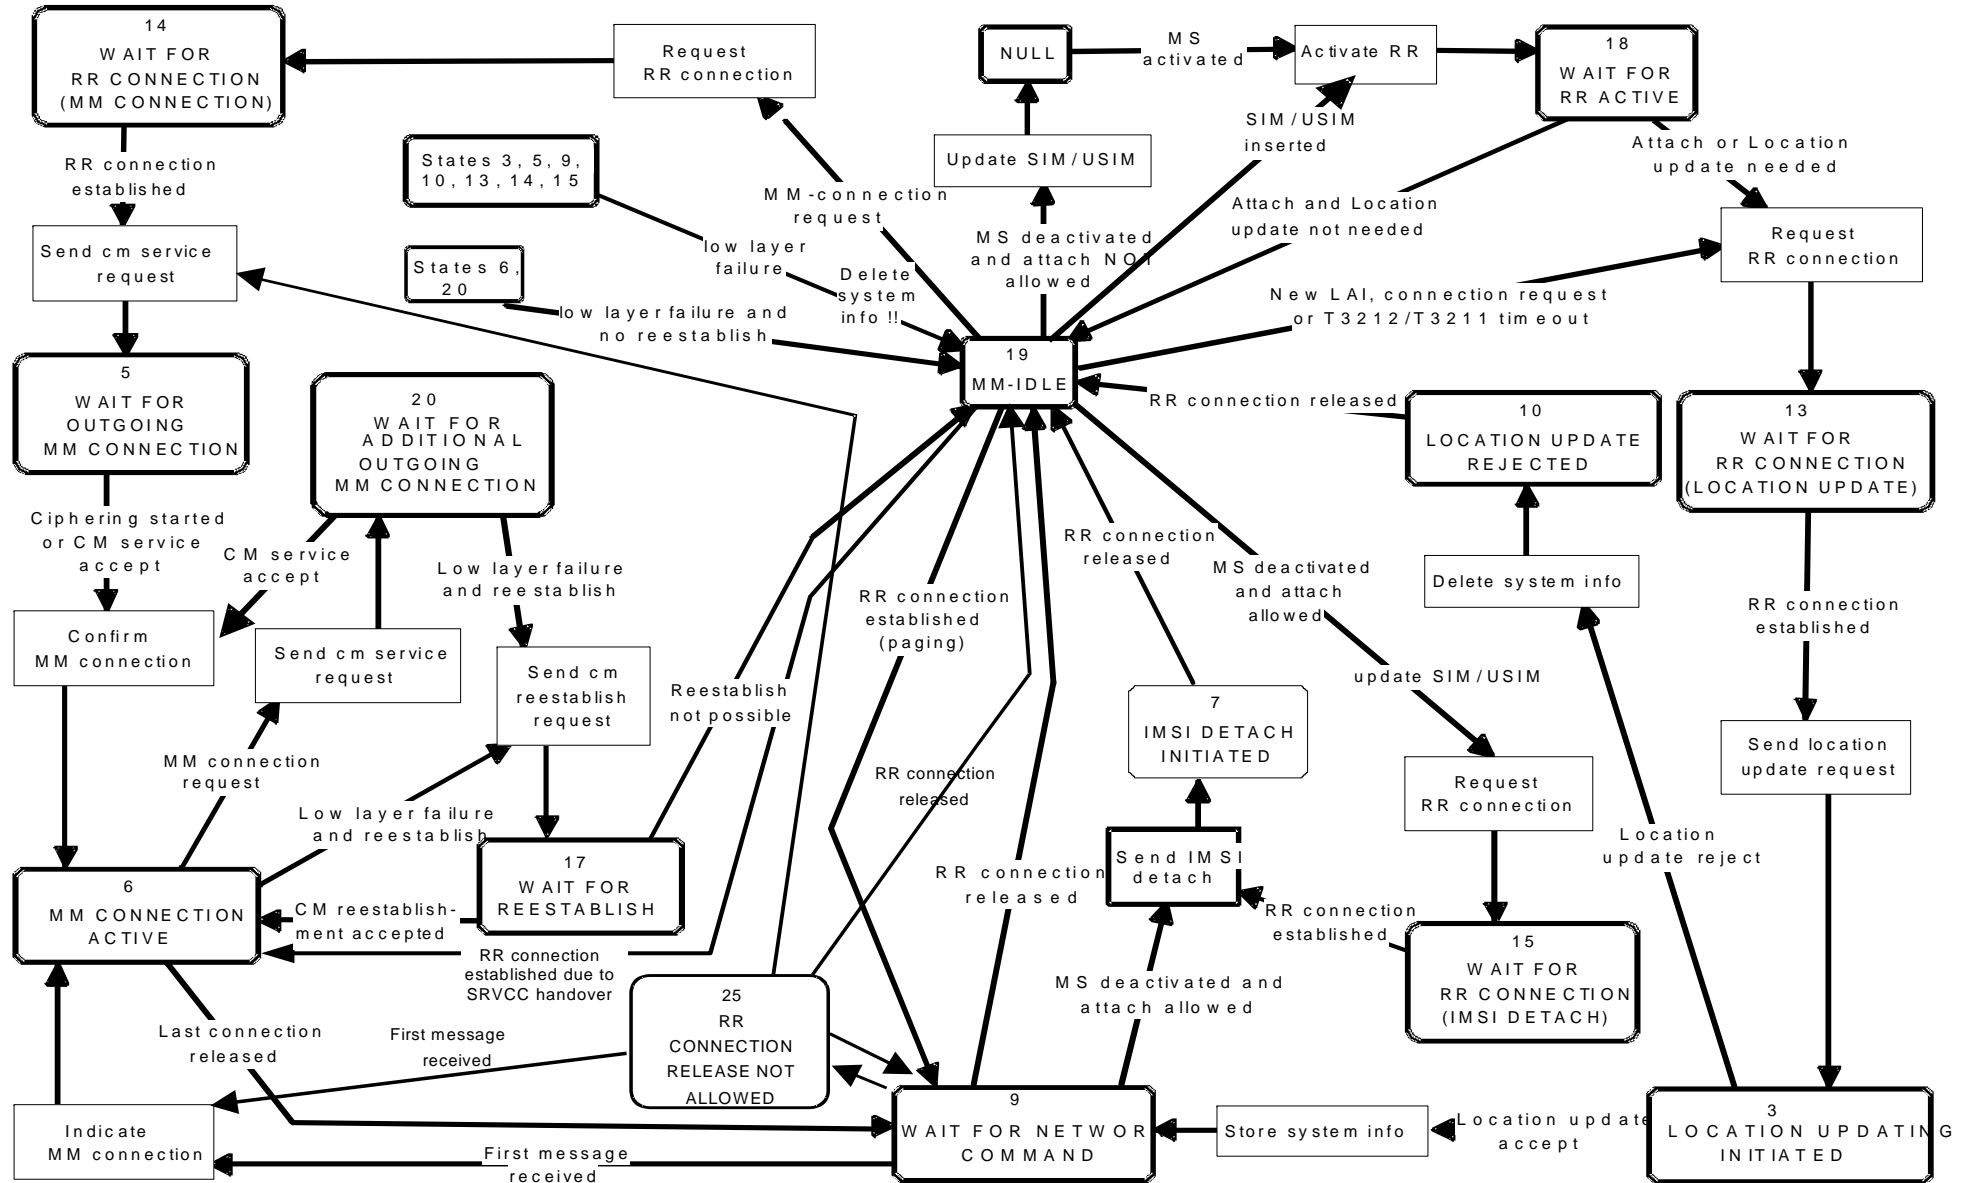 14
WAIT FOR
RR CONNECTION
(MM CONNECTION)
Request
RR connection
NULL
MS
activated
Activate RR
18
WAIT FOR
RR ACTIVE
RR connection
established
States 3, 5, 9,
10, 13, 14, 15
MM-connection
request
Update SIM/USIM
SIM/USIM
inserted
Attach or Location
update needed
Send cm service
request
low layer
failure
Delete
system
info !!
MS deactivated
and attach NOT
allowed
Attach and Location
update not needed
Request
RR connection
States 6,
20
low layer failure and
no reestablish
New LAI, connection request
or T3212/T3211 timeout
19
MM-IDLE
5
WAIT FOR
OUTGOING
MM CONNECTION
20
WAIT FOR
ADDITIONAL
OUTGOING
MM CONNECTION
RR connection released
10
LOCATION UPDATE
REJECTED
13
WAIT FOR
RR CONNECTION
(LOCATION UPDATE)
Ciphering started
or CM service
accept
CM service
accept
Low layer failure
and reestablish
RR connection
released
MS deactivated
and attach
allowed
Delete system info
RR connection
established
(paging)
RR connection
established
Confirm
MM connection
Send cm service
request
Send cm
reestablish
request
Reestablish
not possible
update SIM/USIM
7
IMSI DETACH
INITIATED
Send location
update request
MM connection
request
RR connection
released
Request
RR connection
Low layer failure
and reestablish
Location
update reject
6
MM CONNECTION
ACTIVE
CM reestablish-
ment accepted
17
WAIT FOR
REESTABLISH
RR connection
released
Send IMSI
detach
RR connection
established
RR connection
established due to
SRVCC handover
15
WAIT FOR
RR CONNECTION
(IMSI DETACH)
MS deactivated and
attach allowed
25
RR
CONNECTION
RELEASE NOT
ALLOWED
Last connection
released
First message
received
Indicate
MM connection
First message
received
9
WAIT FOR NETWOR
COMMAND
Store system info
Location update
accept
3
LOCATION UPDATING
INITIATED